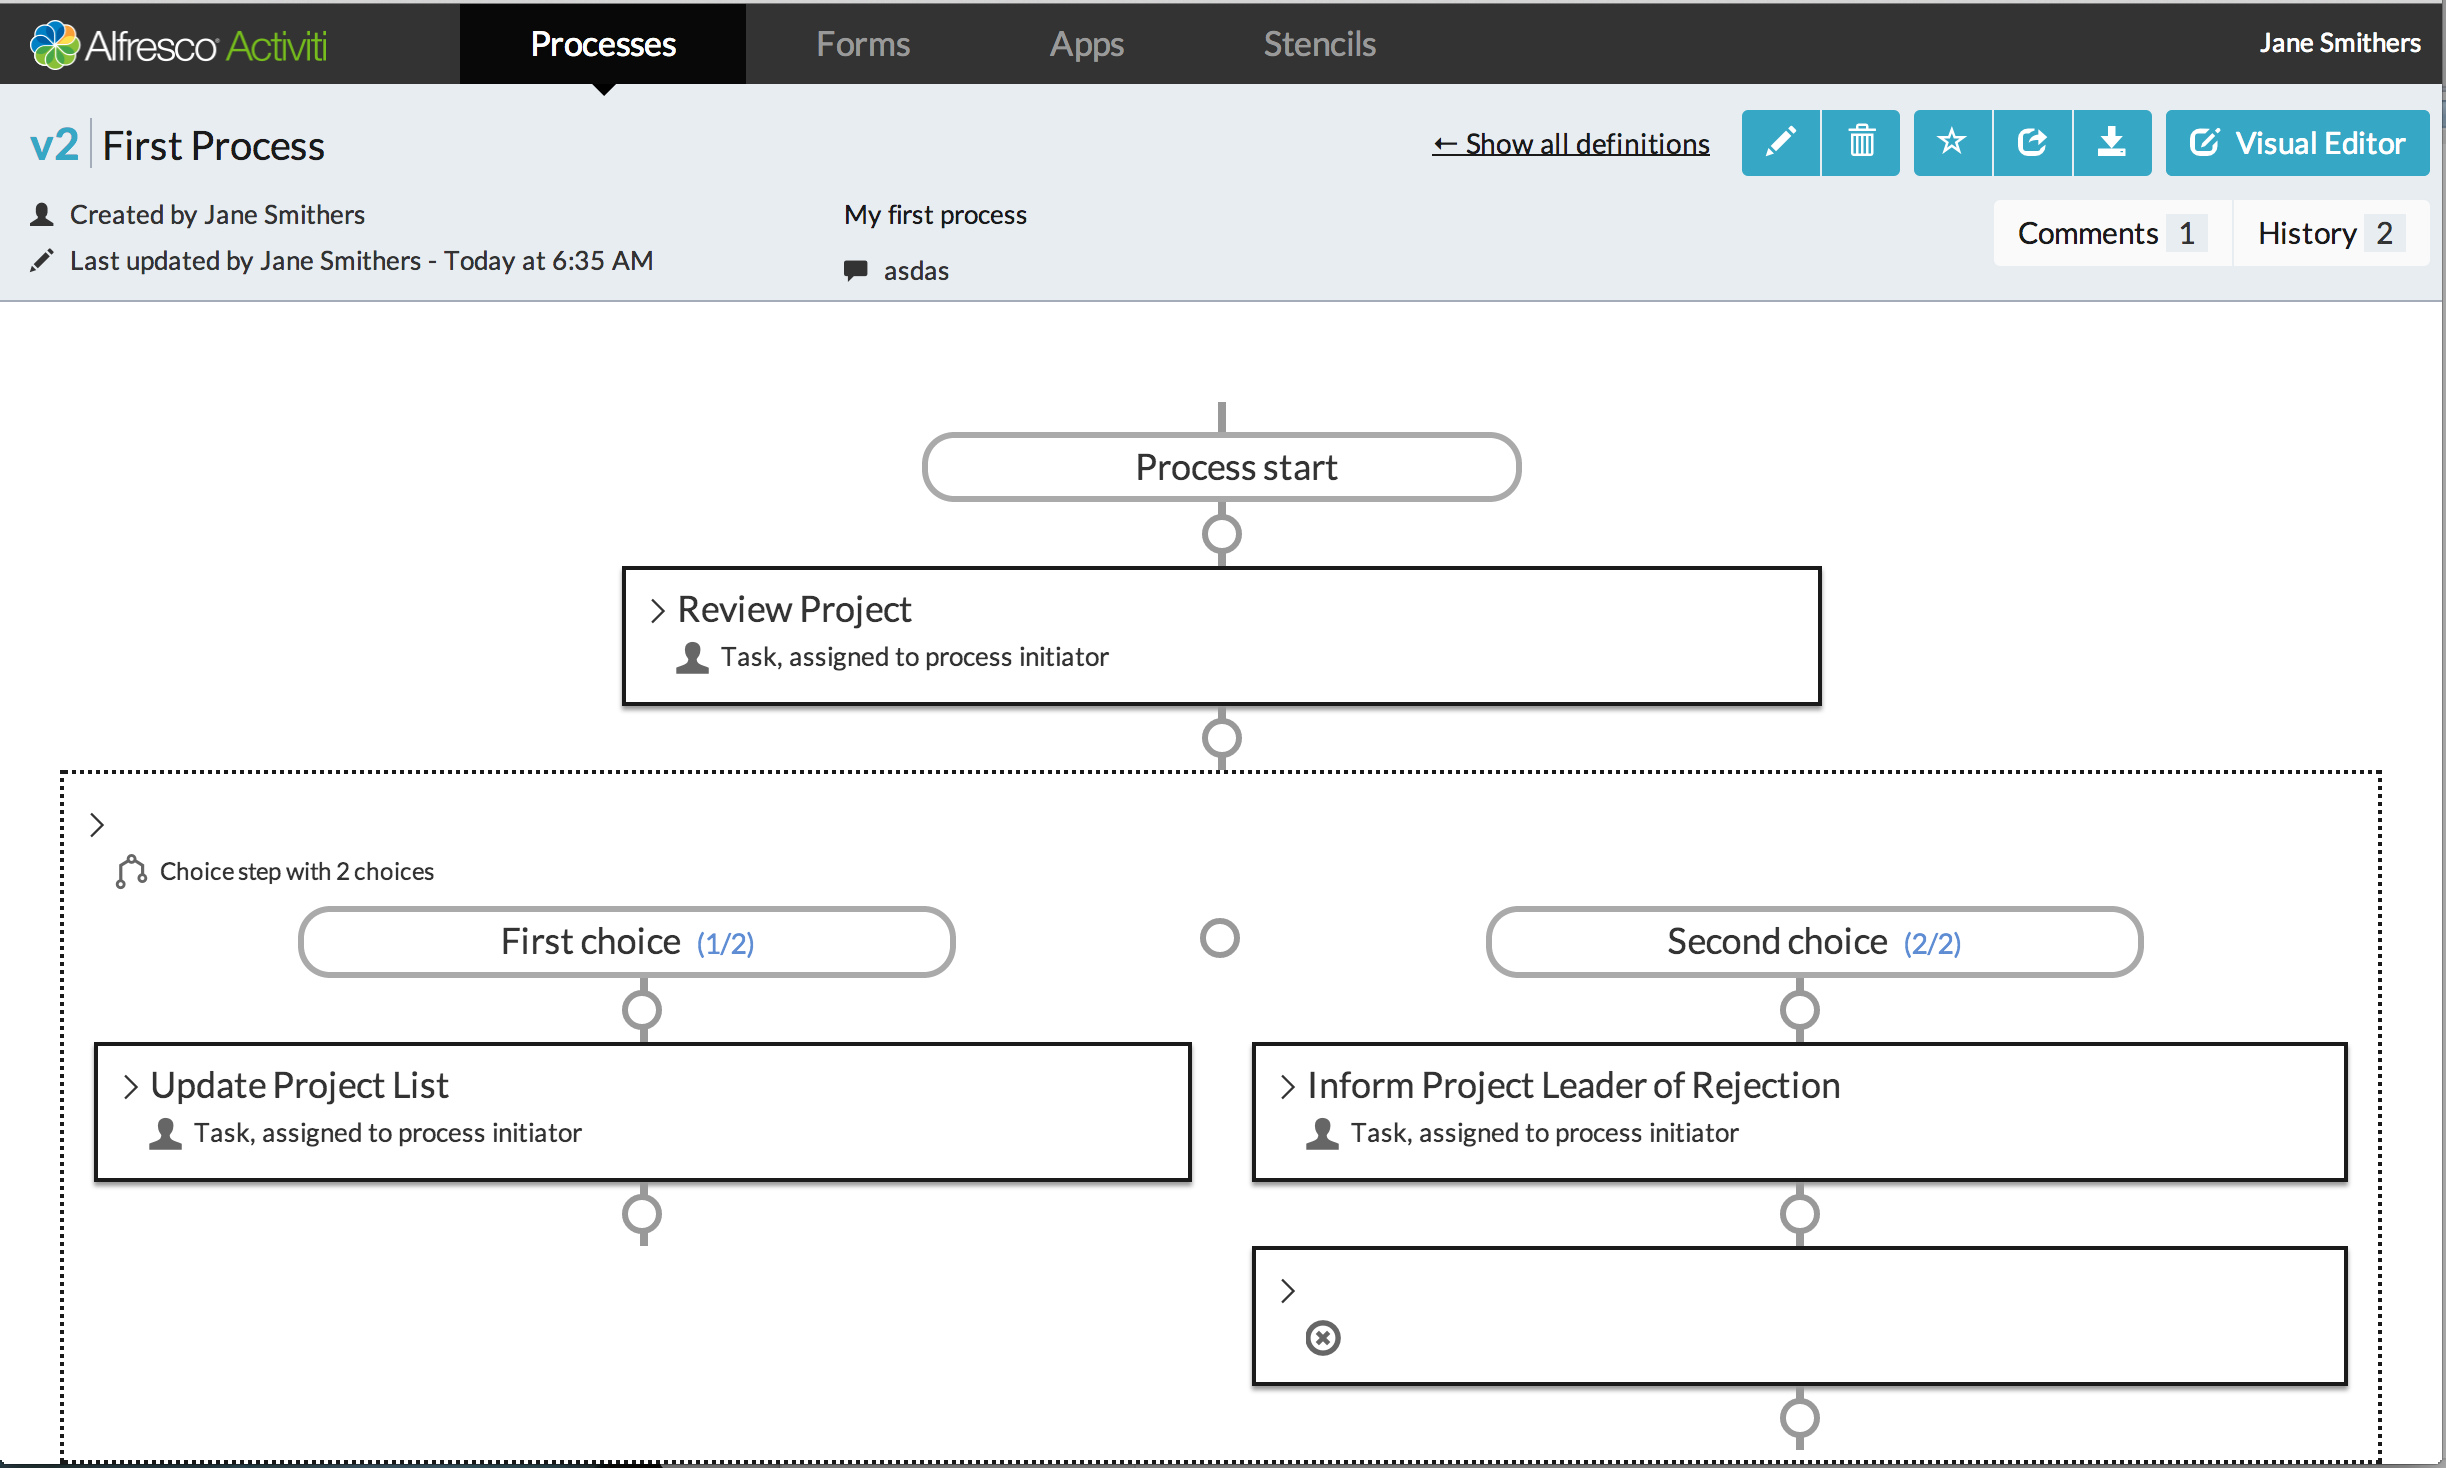 Alfresco Activiti
Processes
Forms
Apps
Stencils
Jane Smithers
v2 First Process
← Show all definitions
Visual Editor
Created by Jane Smithers
My first process
Comments 1
History 2
Last updated by Jane Smithers - Today at 6:35 AM
asdas
Process start
Review Project
Task, assigned to process initiator
Choice step with 2 choices
First choice (1/2)
Second choice (2/2)
Update Project List
Task, assigned to process initiator
Inform Project Leader of Rejection
Task, assigned to process initiator